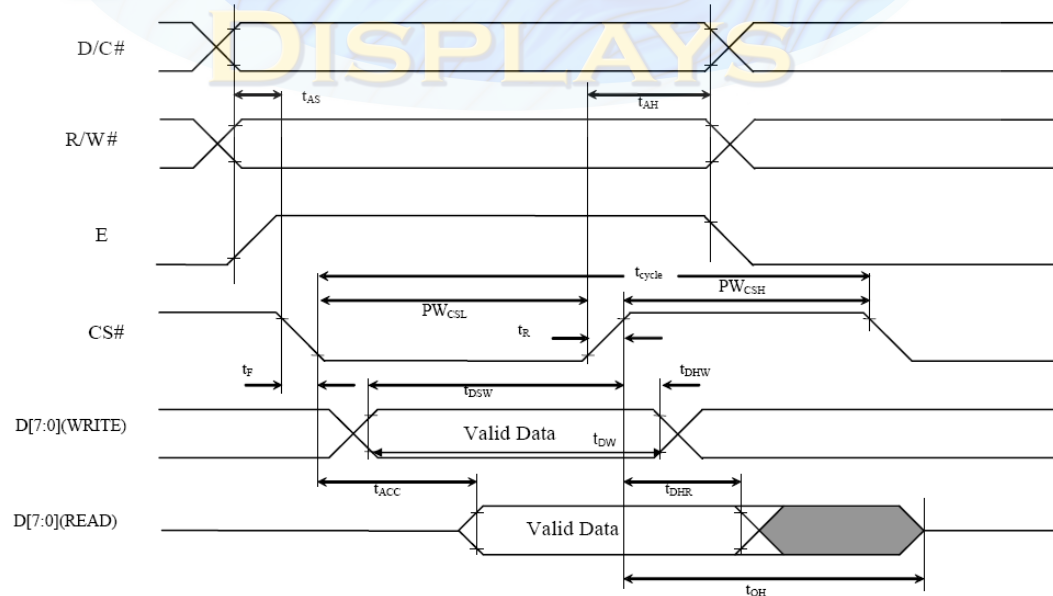 DISPLAYS
D/C#
tAS
tAH
R/W#
E
tcycle
PWCSL
PWCSH
CS#
tR
tF
tDSW
tDHW
D[7:0](WRITE)
Valid Data
tDW
tACC
tDHR
D[7:0](READ)
Valid Data
tOH